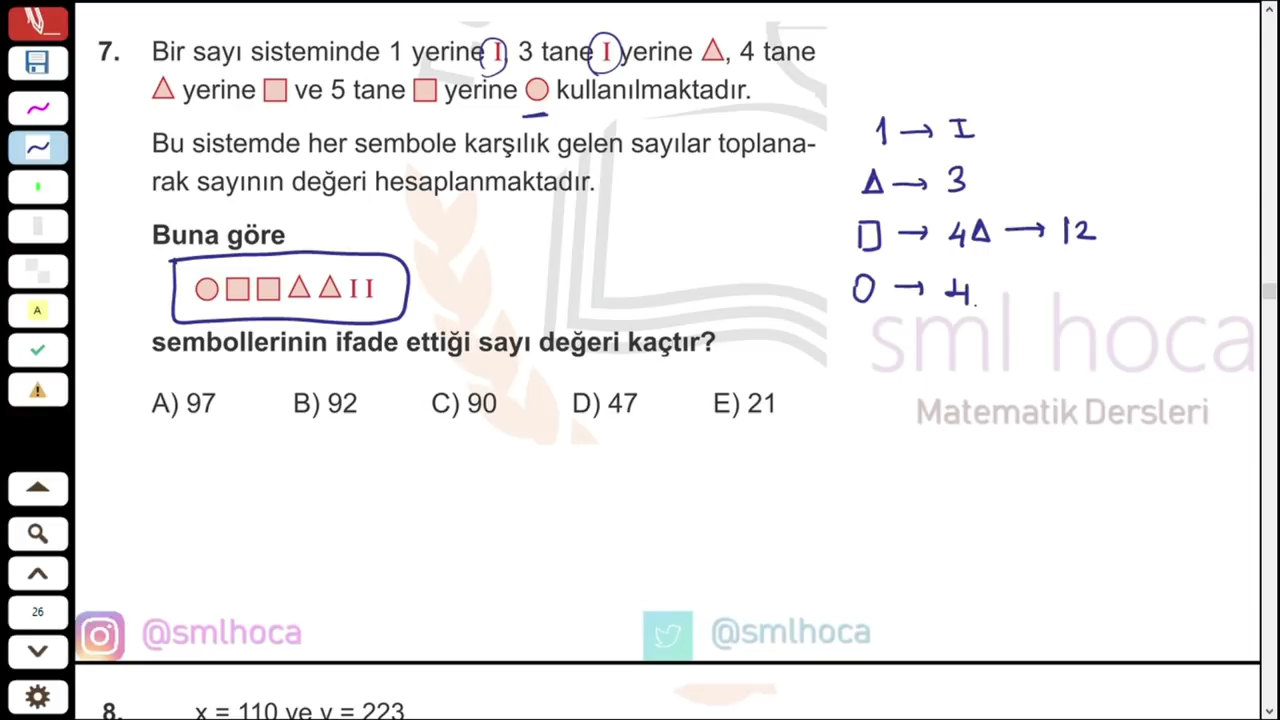 7. Bir sayı sisteminde 1 yerine I, 3 tane I yerine △, 4 tane
△ yerine □ ve 5 tane □ yerine ○ kullanılmaktadır.
Bu sistemde her sembole karşılık gelen sayılar toplana-
rak sayının değeri hesaplanmaktadır.
Buna göre
○□□△△II
sembollerinin ifade ettiği sayı değeri kaçtır?
A) 97 B) 92 C) 90 D) 47 E) 21
1 → I
△ → 3
□ → 4△ → 12
○ → 4
sml hoca
Matematik Dersleri
A
26
@smlhoca
@smlhoca
8. x = 110 ve y = 223